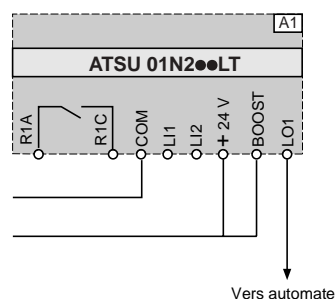 A1
ATSU 01N2●●LT
R1A
R1C
COM
LI1
LI2
+ 24 V
BOOST
LO1
Vers automate